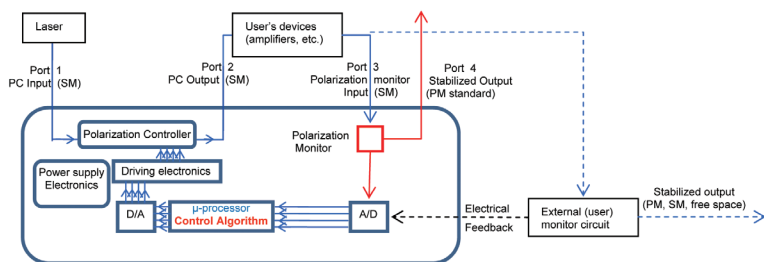 Laser
User's devices
(amplifiers, etc.)
Port 1
PC Input (SM)
Port 2
PC Output (SM)
Port 3
Polarization monitor
Input (SM)
Port 4
Stabilized Output
(PM standard)
Polarization Controller
Polarization
Monitor
Power supply
Electronics
Driving electronics
D/A
μ-processor
Control Algorithm
A/D
Electrical
Feedback
External (user)
monitor circuit
Stabilized output
(PM, SM, free space)